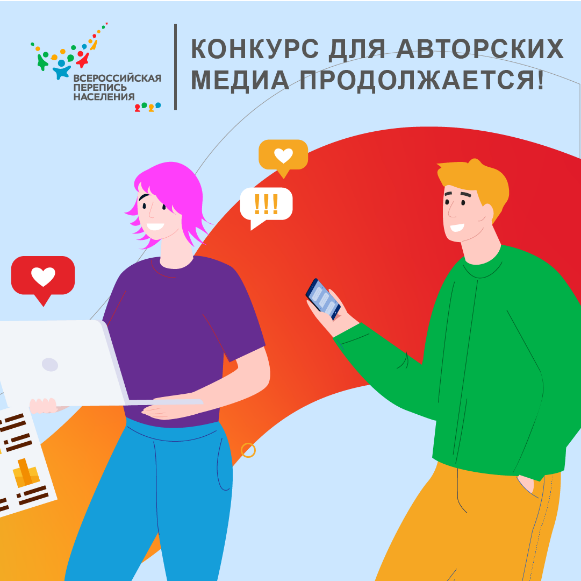 ВСЕРОССИЙСКАЯ
ПЕРЕПИСЬ
НАСЕЛЕНИЯ
КОНКУРС ДЛЯ АВТОРСКИХ
МЕДИА ПРОДОЛЖАЕТСЯ!
!!!